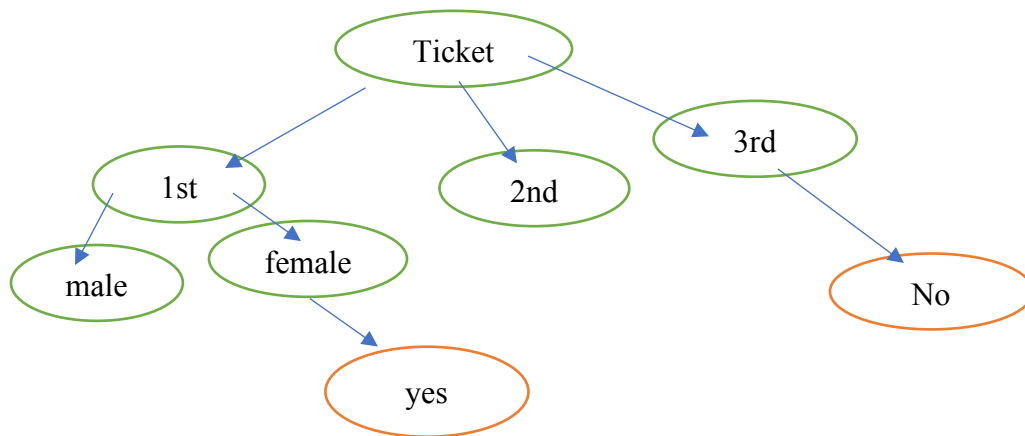 Ticket
3rd
1st
2nd
male
female
No
yes